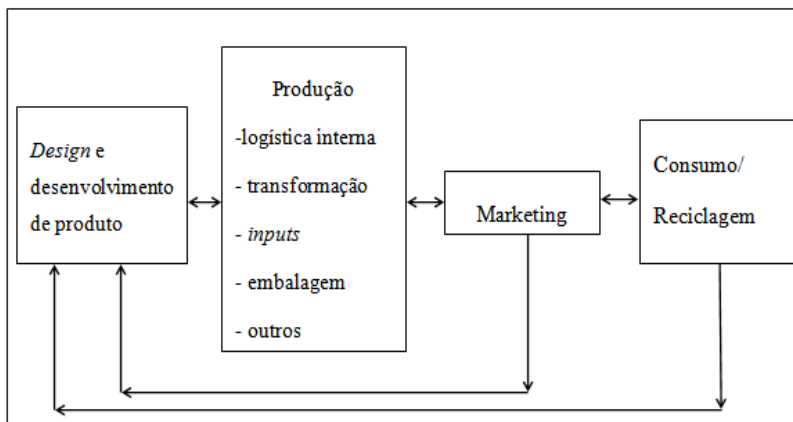 Design e
desenvolvimento
de produto
Produção
-logística interna
- transformação
- inputs
- embalagem
- outros
Marketing
Consumo/
Reciclagem